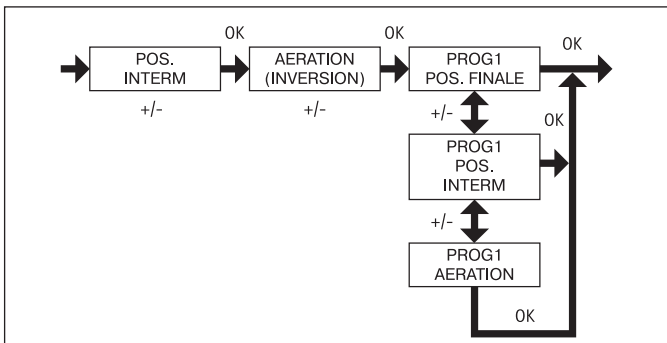 OK
OK
OK
POS.
INTERM
AERATION
(INVERSION)
PROG1
POS. FINALE
+/-
+/-
+/-
OK
PROG1
POS.
INTERM
+/-
PROG1
AERATION
OK